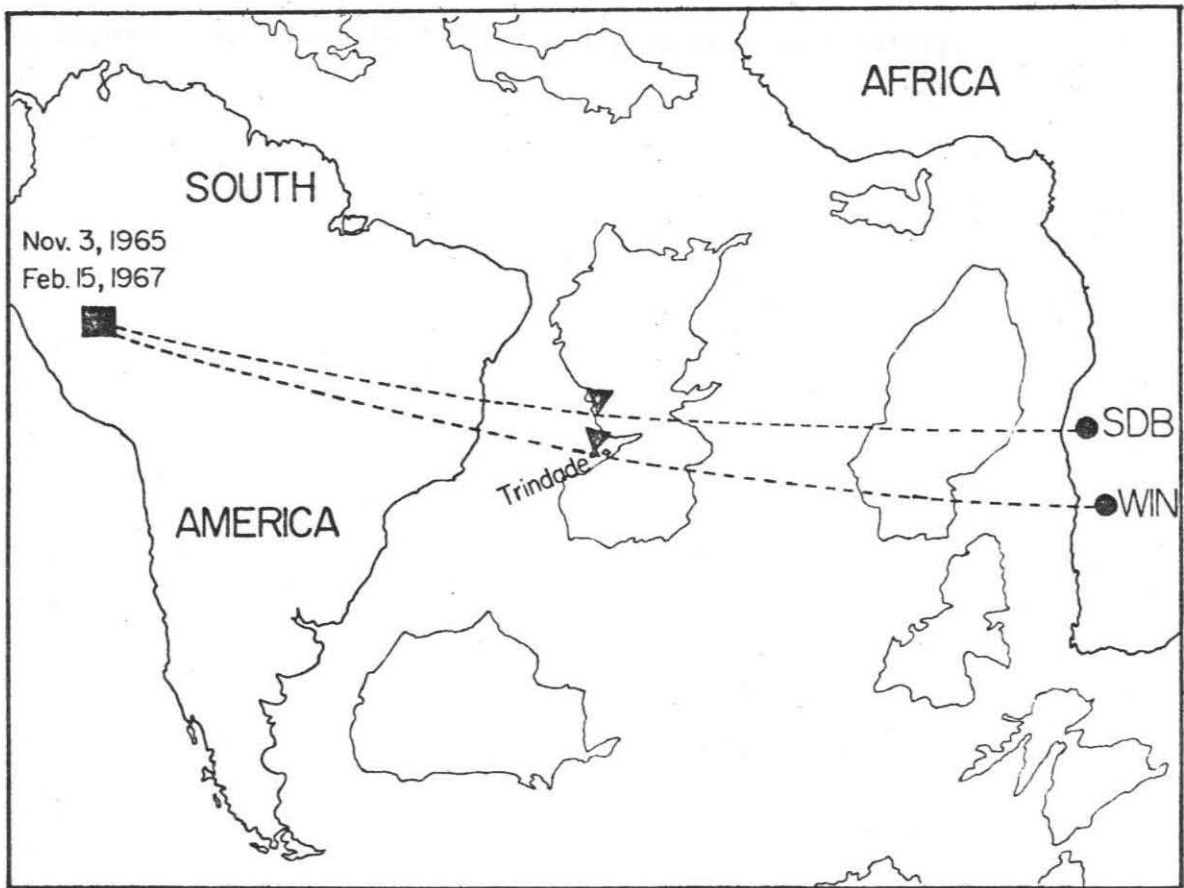 AFRICA
SOUTH
Nov. 3, 1965
Feb. 15, 1967
SDB
Trindade
WIN
AMERICA